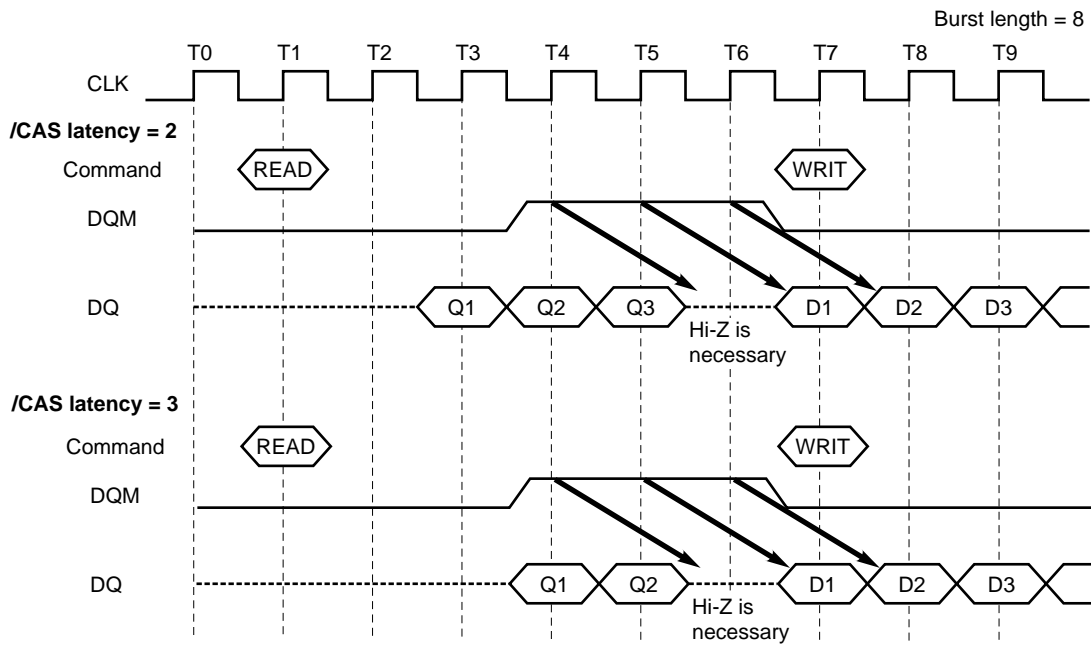 Burst length = 8
T0 T1 T2 T3 T4 T5 T6 T7 T8 T9
CLK
/CAS latency = 2
Command READ WRIT
DQM
DQ Q1 Q2 Q3 D1 D2 D3
Hi-Z is
necessary
/CAS latency = 3
Command READ WRIT
DQM
DQ Q1 Q2 D1 D2 D3
Hi-Z is
necessary